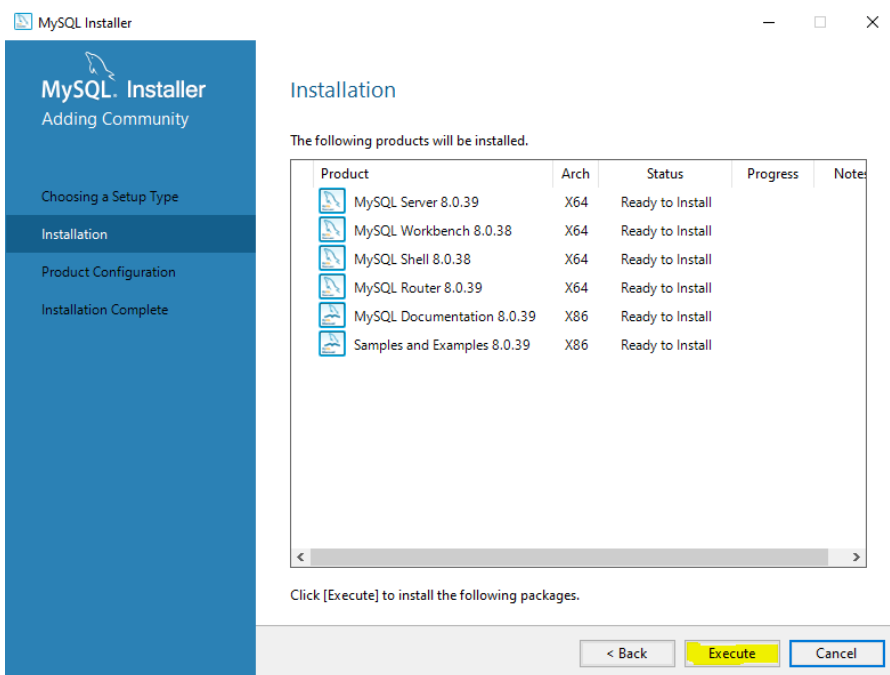 MySQL Installer
MySQL. Installer
Adding Community
Choosing a Setup Type
Installation
Product Configuration
Installation Complete
Installation
The following products will be installed.
Product Arch Status Progress Notes
MySQL Server 8.0.39 X64 Ready to Install
MySQL Workbench 8.0.38 X64 Ready to Install
MySQL Shell 8.0.38 X64 Ready to Install
MySQL Router 8.0.39 X64 Ready to Install
MySQL Documentation 8.0.39 X86 Ready to Install
Samples and Examples 8.0.39 X86 Ready to Install
Click [Execute] to install the following packages.
< Back Execute Cancel